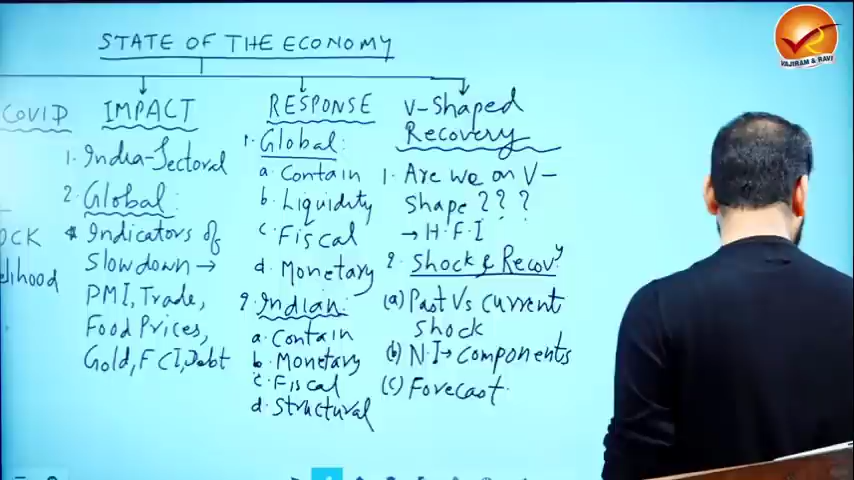 STATE OF THE ECONOMY
VAJIRAM & RAVI
COVID
IMPACT
1. India-Sectoral
2. Global:
* Indicators of
Slowdown →
PMI, Trade,
Food Prices,
Gold, FCI, Debt
RESPONSE
1. Global:
a. Contain
b. Liquidity
c. Fiscal
d. Monetary
2. Indian:
a. Contain
b. Monetary
c. Fiscal
d. Structural
V-Shaped
Recovery
1. Are we on V-
Shape ? ? ?
→ H.F.I
2. Shock & Recovy
(a) Past Vs Current
Shock
(b) N.I → Components
(c) Forecast.